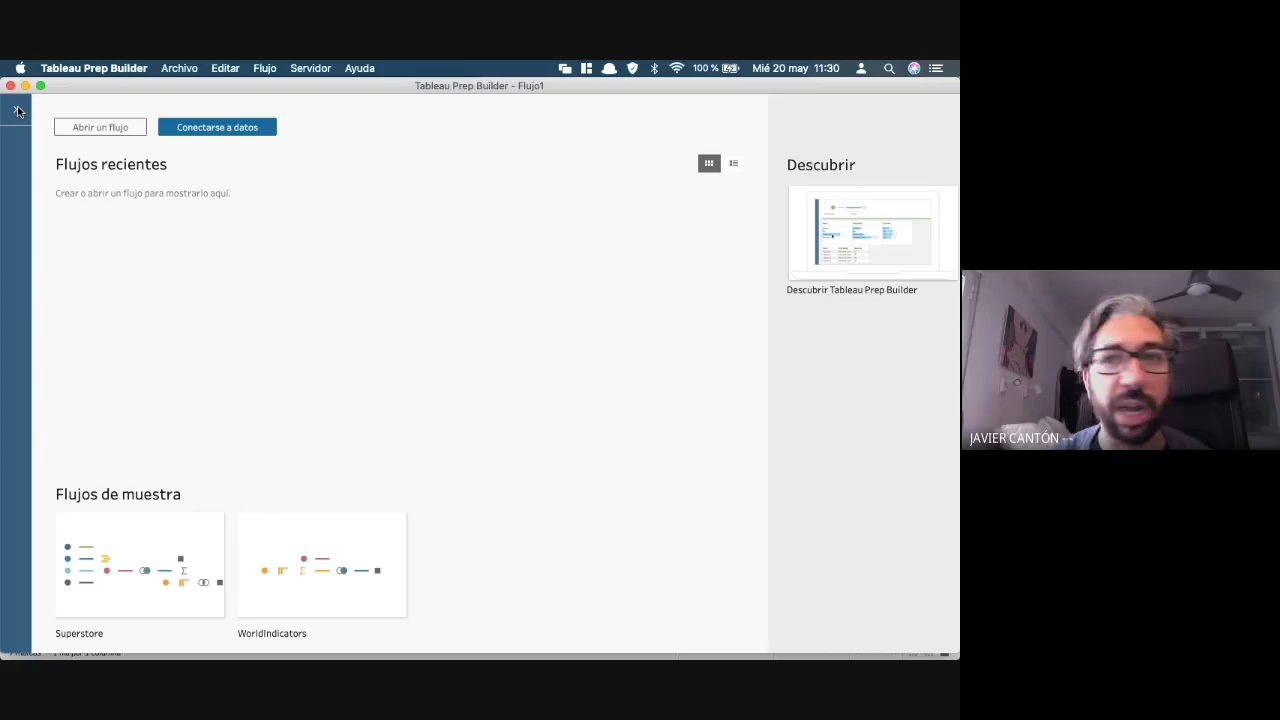 Tableau Prep Builder Archivo Editar Flujo Servidor Ayuda 100 % Mié 20 may 11:30
Tableau Prep Builder - Flujo1
Abrir un flujo Conectarse a datos
Flujos recientes
Crear o abrir un flujo para mostrarlo aquí.
Descubrir
Descubrir Tableau Prep Builder
JAVIER CANTÓN --
Flujos de muestra
Superstore WorldIndicators